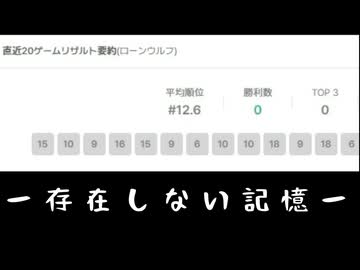 直近20ゲームリザルト要約(ローンウルフ)
平均順位 勝利数 TOP 3
#12.6 0 0
15 10 9 16 15 9 6 10 10 18 9 18 6
ー存在しない記憶ー